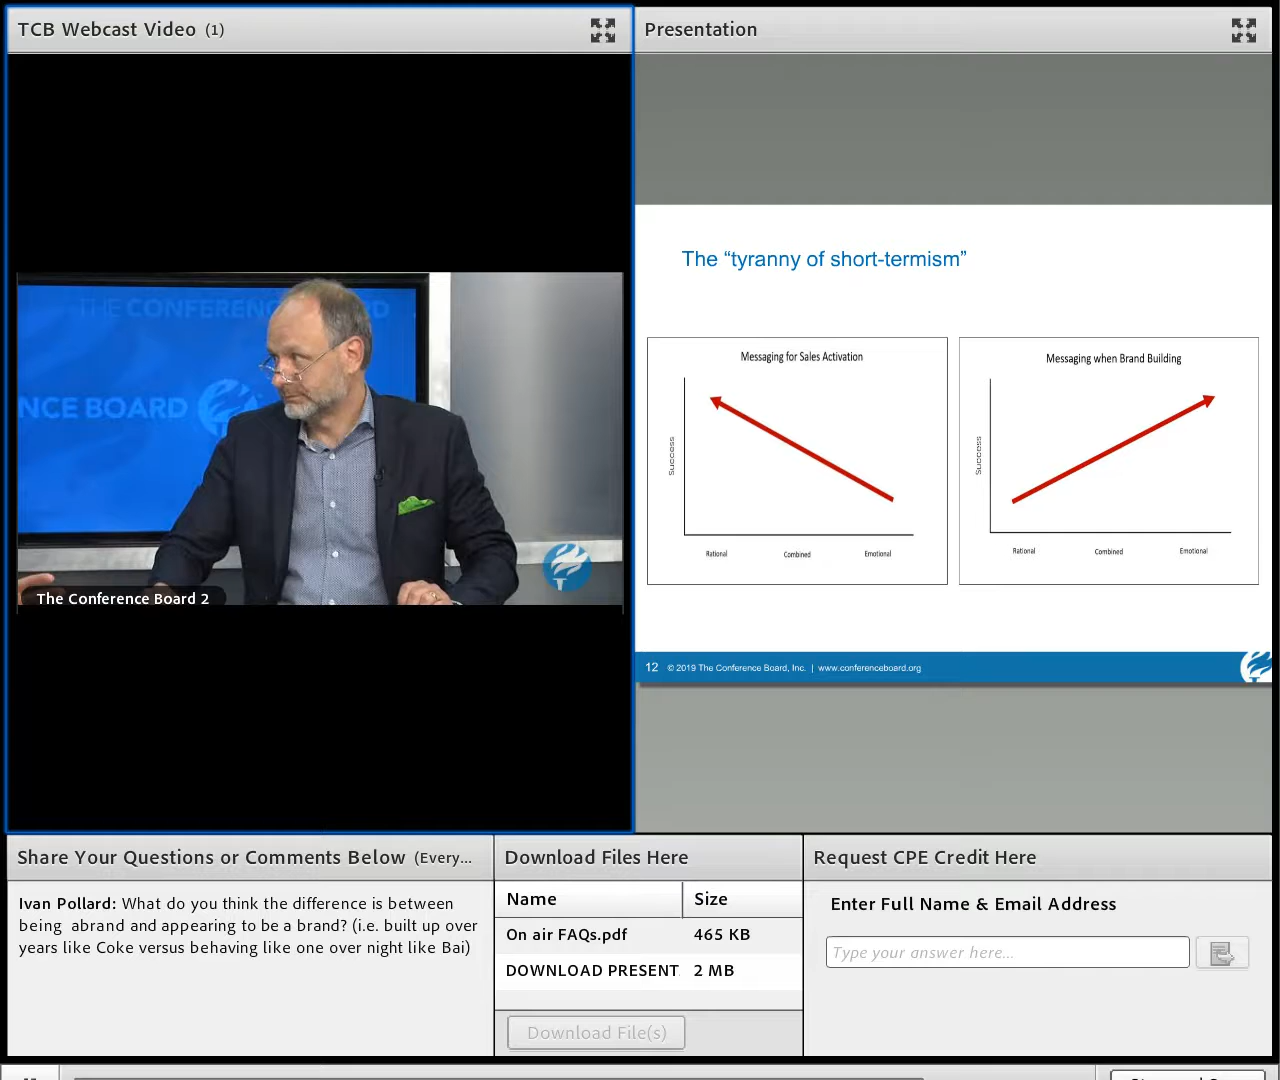 TCB Webcast Video (1)
Presentation
THE CONFERENCE BOARD
NCE BOARD
The Conference Board 2
The “tyranny of short-termism”
Messaging for Sales Activation
Success
Rational Combined Emotional
Messaging when Brand Building
Success
Rational Combined Emotional
12 © 2019 The Conference Board, Inc. | www.conferenceboard.org
Share Your Questions or Comments Below (Every...
Ivan Pollard: What do you think the difference is between
being abrand and appearing to be a brand? (i.e. built up over
years like Coke versus behaving like one over night like Bai)
Download Files Here
Name Size
On air FAQs.pdf 465 KB
DOWNLOAD PRESENT 2 MB
Download File(s)
Request CPE Credit Here
Enter Full Name & Email Address
Type your answer here...